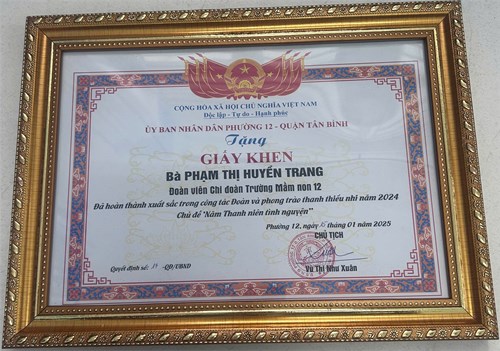 CỘNG HÒA XÃ HỘI CHỦ NGHĨA VIỆT NAM
Độc lập - Tự do - Hạnh phúc
ỦY BAN NHÂN DÂN PHƯỜNG 12 - QUẬN TÂN BÌNH
Tặng
GIẤY KHEN
Bà PHẠM THỊ HUYỀN TRANG
Đoàn viên Chi đoàn Trường Mầm non 12
Đã hoàn thành xuất sắc trong công tác Đoàn và phong trào thanh thiếu nhi năm 2024
Chủ đề "Năm Thanh niên tình nguyện"
Phường 12, ngày tháng 01 năm 2025
CHỦ TỊCH
Quyết định số: -QĐ/UBND
Vũ Thị Như Xuân